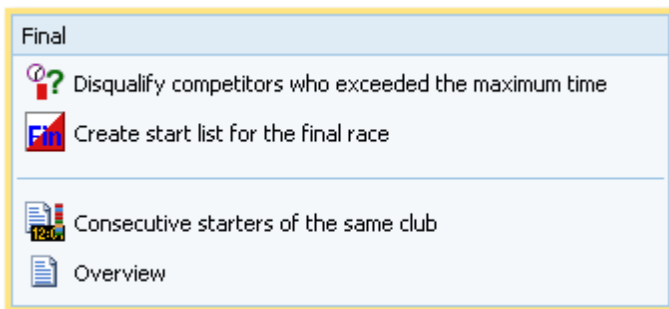 Final
? Disqualify competitors who exceeded the maximum time
Fin Create start list for the final race
12:0 Consecutive starters of the same club
Overview